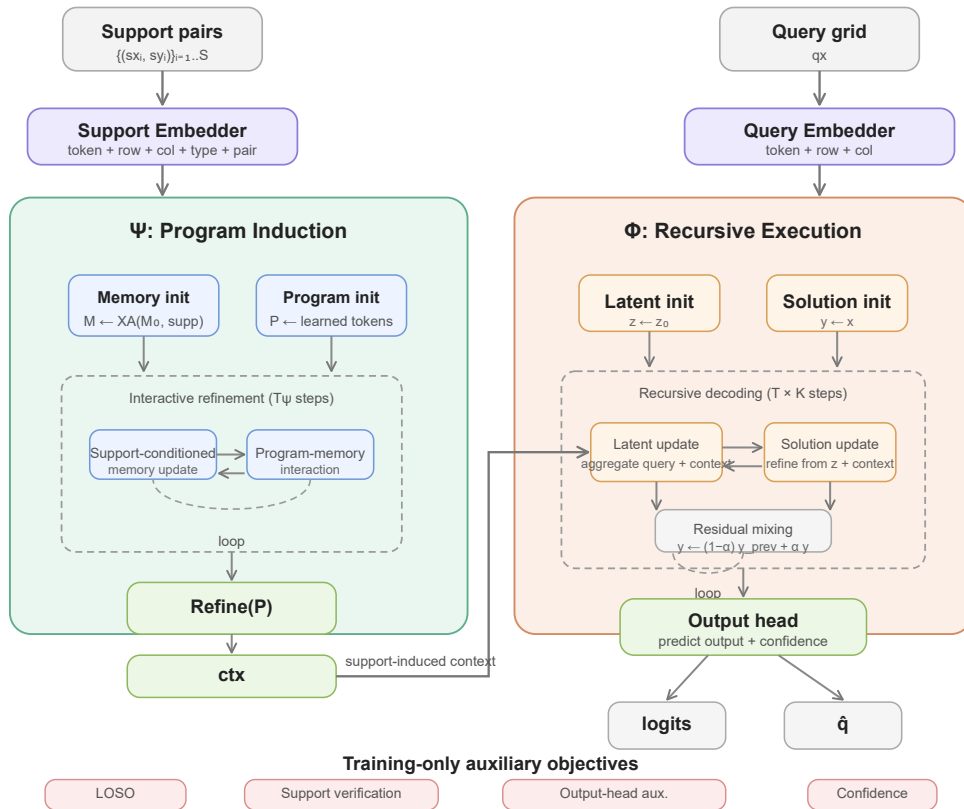 Support pairs
{(sxᵢ, syᵢ)}ᵢ₌₁..S
Query grid
qx
Support Embedder
token + row + col + type + pair
Query Embedder
token + row + col
Ψ: Program Induction
Memory init
M ← XA(M₀, supp)
Program init
P ← learned tokens
Interactive refinement (Tψ steps)
Support-conditioned
memory update
Program-memory
interaction
loop
Refine(P)
ctx
support-induced context
Φ: Recursive Execution
Latent init
z ← z₀
Solution init
y ← x
Recursive decoding (T × K steps)
Latent update
aggregate query + context
Solution update
refine from z + context
Residual mixing
y ← (1−α) y_prev + α y
loop
Output head
predict output + confidence
logits
q̂
Training-only auxiliary objectives
LOSO
Support verification
Output-head aux.
Confidence